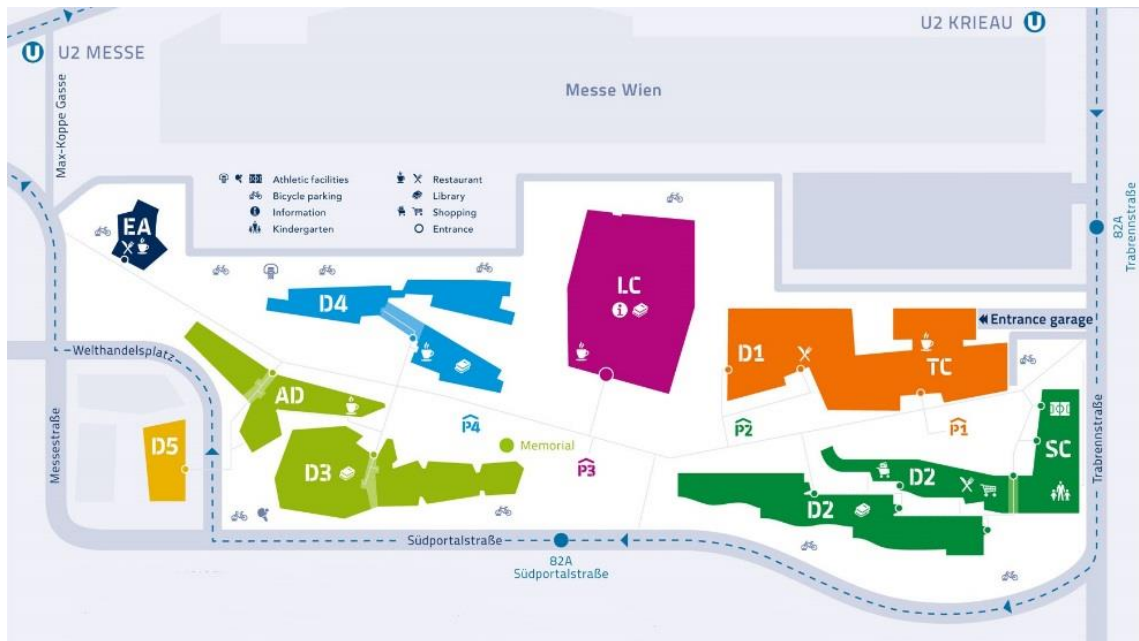 U2 KRIEAU U
U U2 MESSE
Messe Wien
Max-Koppe Gasse
Athletic facilities
Bicycle parking
i Information
Kindergarten
Restaurant
Library
Shopping
Entrance
EA
D4
LC
i
82A
Trabrennstraße
Entrance garage
D1
TC
Welthandelsplatz
AD
P4
P2
P1
Memorial
P3
D5
D3
SC
D2
D2
Messestraße
Trabrennstraße
Südportalstraße
82A
Südportalstraße